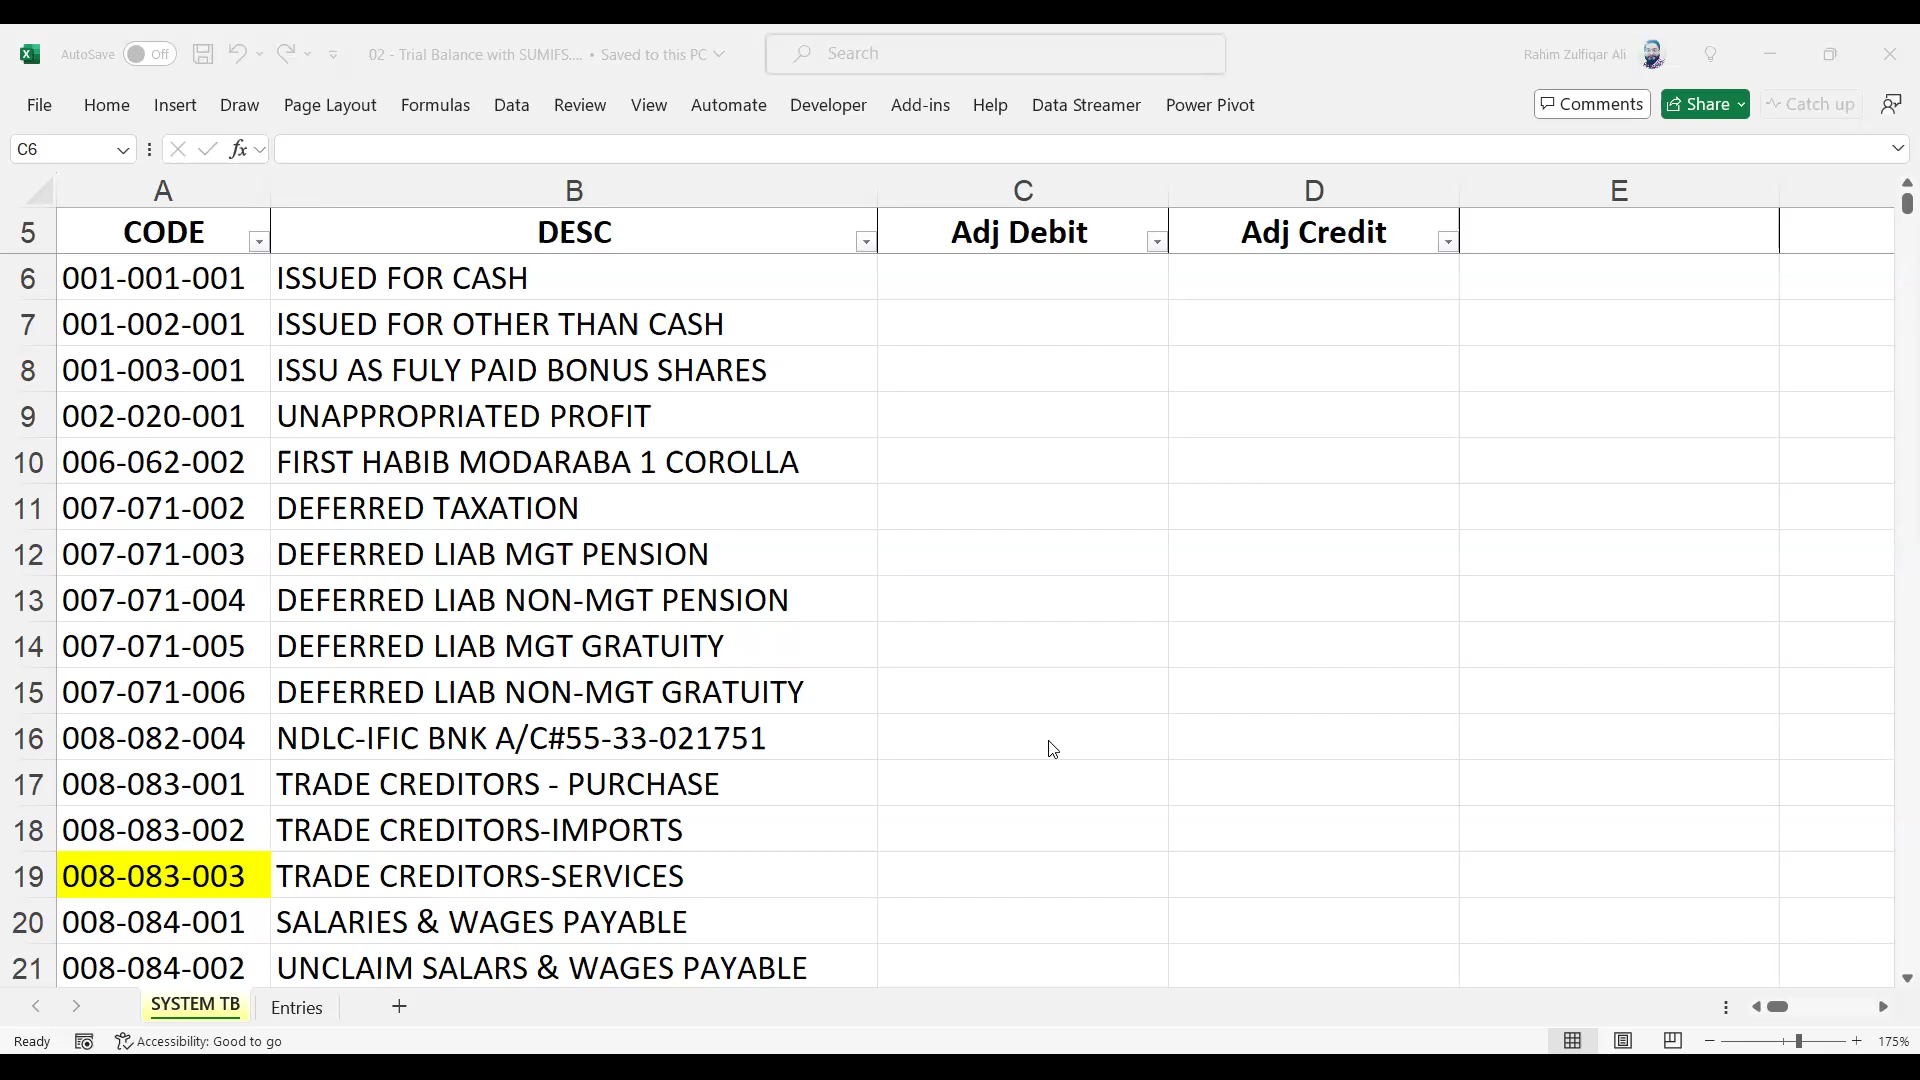 AutoSave Off 02 - Trial Balance with SUMIFS.... • Saved to this PC Search Rahim Zulfiqar Ali
File Home Insert Draw Page Layout Formulas Data Review View Automate Developer Add-ins Help Data Streamer Power Pivot Comments Share Catch up
C6 fx
A B C D E
5 CODE DESC Adj Debit Adj Credit
6 001-001-001 ISSUED FOR CASH
7 001-002-001 ISSUED FOR OTHER THAN CASH
8 001-003-001 ISSU AS FULY PAID BONUS SHARES
9 002-020-001 UNAPPROPRIATED PROFIT
10 006-062-002 FIRST HABIB MODARABA 1 COROLLA
11 007-071-002 DEFERRED TAXATION
12 007-071-003 DEFERRED LIAB MGT PENSION
13 007-071-004 DEFERRED LIAB NON-MGT PENSION
14 007-071-005 DEFERRED LIAB MGT GRATUITY
15 007-071-006 DEFERRED LIAB NON-MGT GRATUITY
16 008-082-004 NDLC-IFIC BNK A/C#55-33-021751
17 008-083-001 TRADE CREDITORS - PURCHASE
18 008-083-002 TRADE CREDITORS-IMPORTS
19 008-083-003 TRADE CREDITORS-SERVICES
20 008-084-001 SALARIES & WAGES PAYABLE
21 008-084-002 UNCLAIM SALARS & WAGES PAYABLE
SYSTEM TB Entries
Ready Accessibility: Good to go 175%